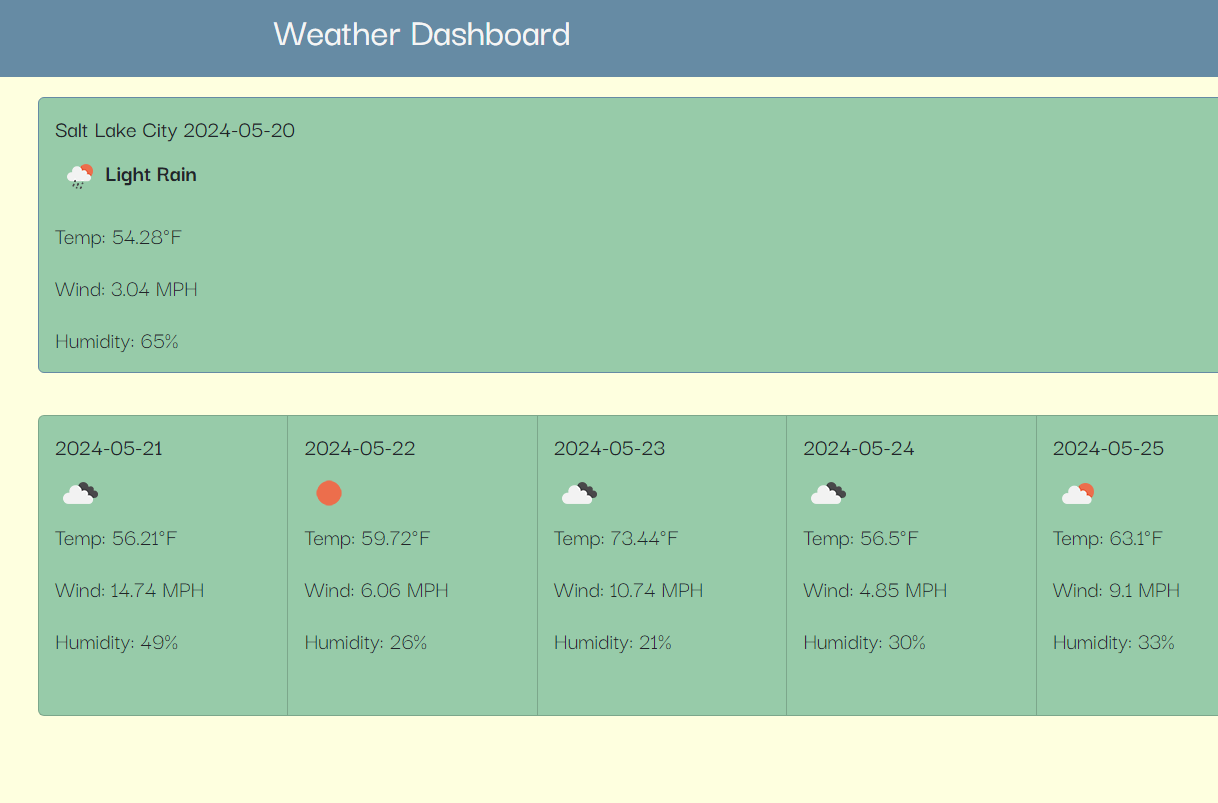 Weather Dashboard
Salt Lake City 2024-05-20
Light Rain
Temp: 54.28°F
Wind: 3.04 MPH
Humidity: 65%
2024-05-21
Temp: 56.21°F
Wind: 14.74 MPH
Humidity: 49%
2024-05-22
Temp: 59.72°F
Wind: 6.06 MPH
Humidity: 26%
2024-05-23
Temp: 73.44°F
Wind: 10.74 MPH
Humidity: 21%
2024-05-24
Temp: 56.5°F
Wind: 4.85 MPH
Humidity: 30%
2024-05-25
Temp: 63.1°F
Wind: 9.1 MPH
Humidity: 33%